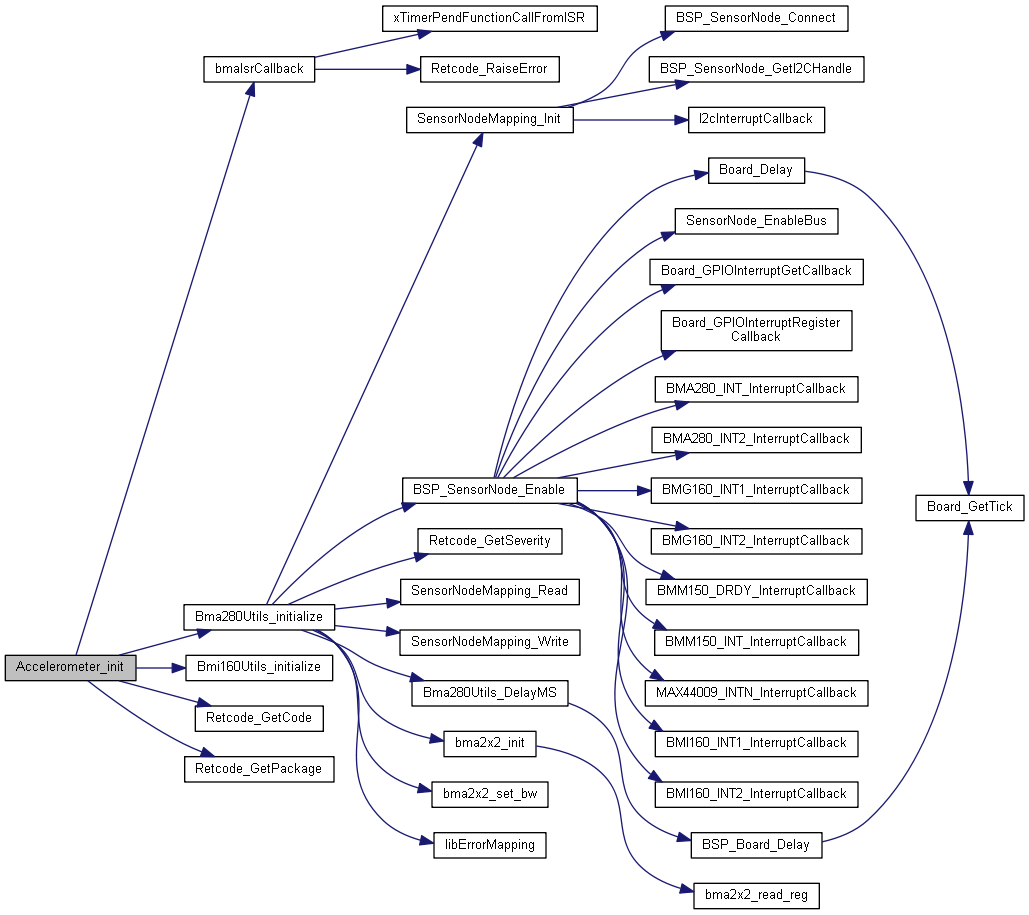 xTimerPendFunctionCallFromISR
BSP_SensorNode_Connect
bmaIsrCallback
Retcode_RaiseError
BSP_SensorNode_GetI2CHandle
SensorNodeMapping_Init
I2cInterruptCallback
Board_Delay
SensorNode_EnableBus
Board_GPIOInterruptGetCallback
Board_GPIOInterruptRegister
Callback
BMA280_INT_InterruptCallback
BMA280_INT2_InterruptCallback
BSP_SensorNode_Enable
BMG160_INT1_InterruptCallback
Board_GetTick
Retcode_GetSeverity
BMG160_INT2_InterruptCallback
SensorNodeMapping_Read
BMM150_DRDY_InterruptCallback
Bma280Utils_initialize
SensorNodeMapping_Write
BMM150_INT_InterruptCallback
Accelerometer_init
Bmi160Utils_initialize
Bma280Utils_DelayMS
MAX44009_INTN_InterruptCallback
Retcode_GetCode
bma2x2_init
BMI160_INT1_InterruptCallback
Retcode_GetPackage
bma2x2_set_bw
BMI160_INT2_InterruptCallback
libErrorMapping
BSP_Board_Delay
bma2x2_read_reg